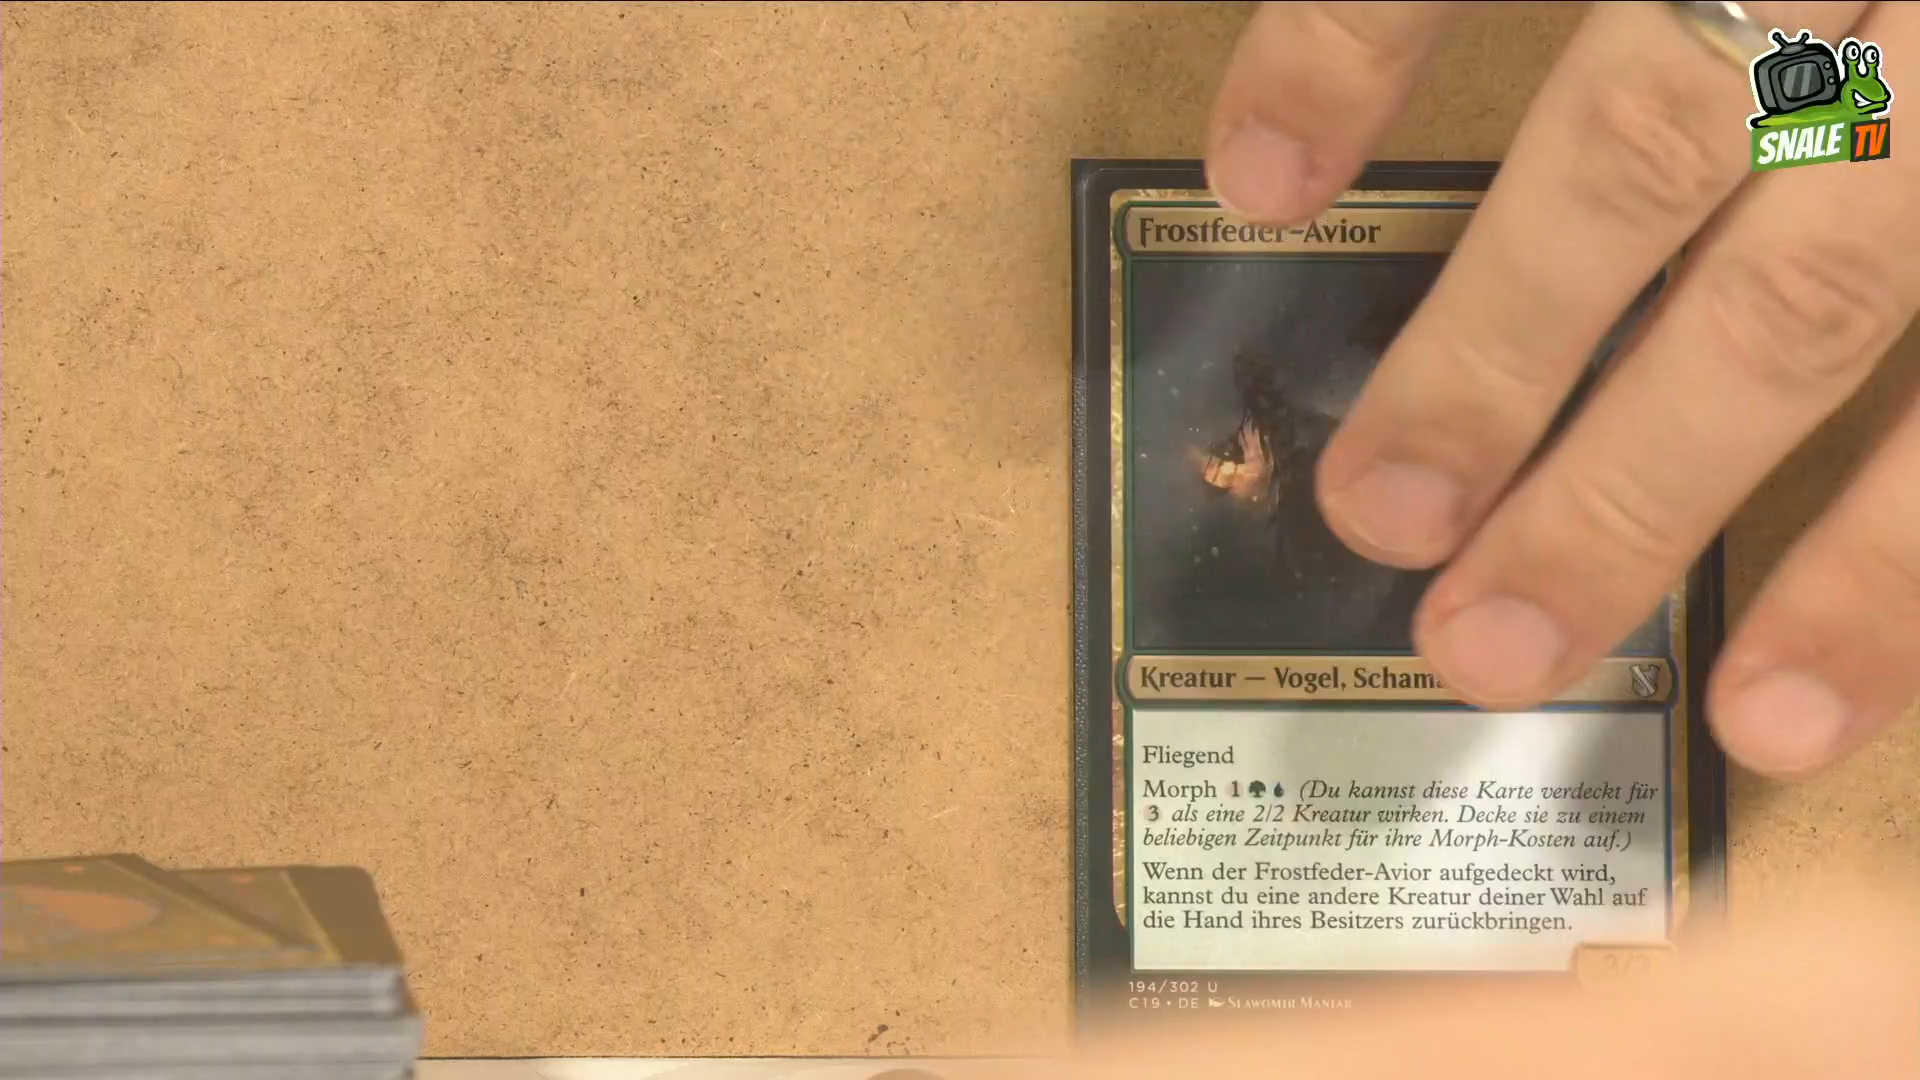 SNALE TV
Frostfeder-Avior
Kreatur — Vogel,
Fliegend
Morph 1 (Du kannst diese Karte verdeckt für
3 als eine 2/2 Kreatur wirken. Decke sie zu einem
beliebigen Zeitpunkt für ihre Morph-Kosten auf.)
Wenn der Frostfeder-Avior aufgedeckt wird,
kannst du eine andere Kreatur deiner Wahl auf
die Hand ihres Besitzers zurückbringen.
194/302 U
C19 • DE SLAWOMIR MANIAK